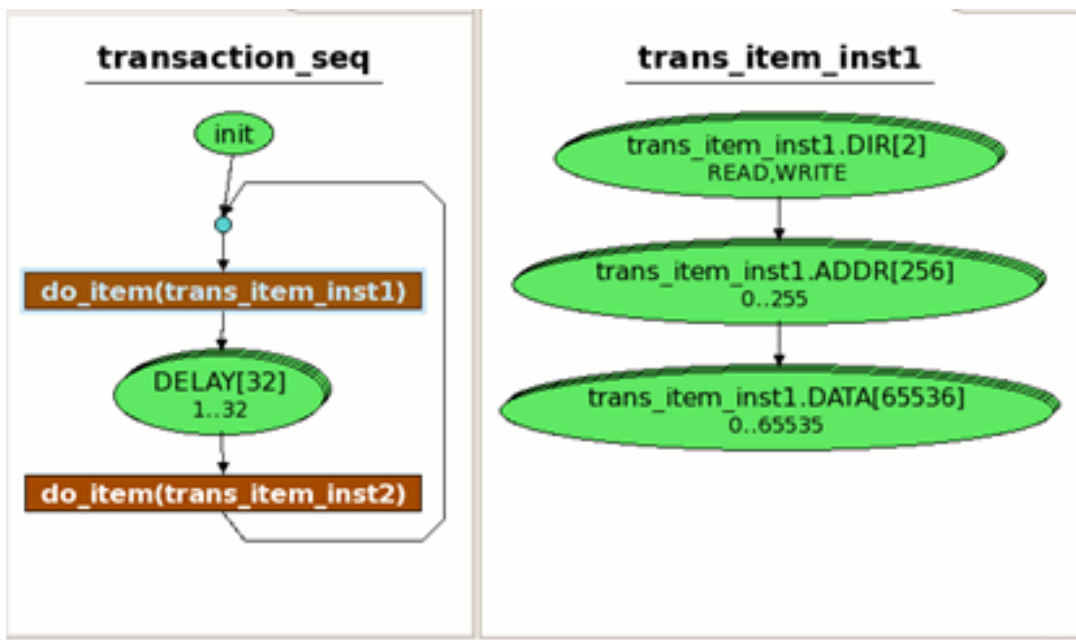 transaction_seq
init
do_item(trans_item_inst1)
DELAY[32]
1..32
do_item(trans_item_inst2)
trans_item_inst1
trans_item_inst1.DIR[2]
READ,WRITE
trans_item_inst1.ADDR[256]
0..255
trans_item_inst1.DATA[65536]
0..65535